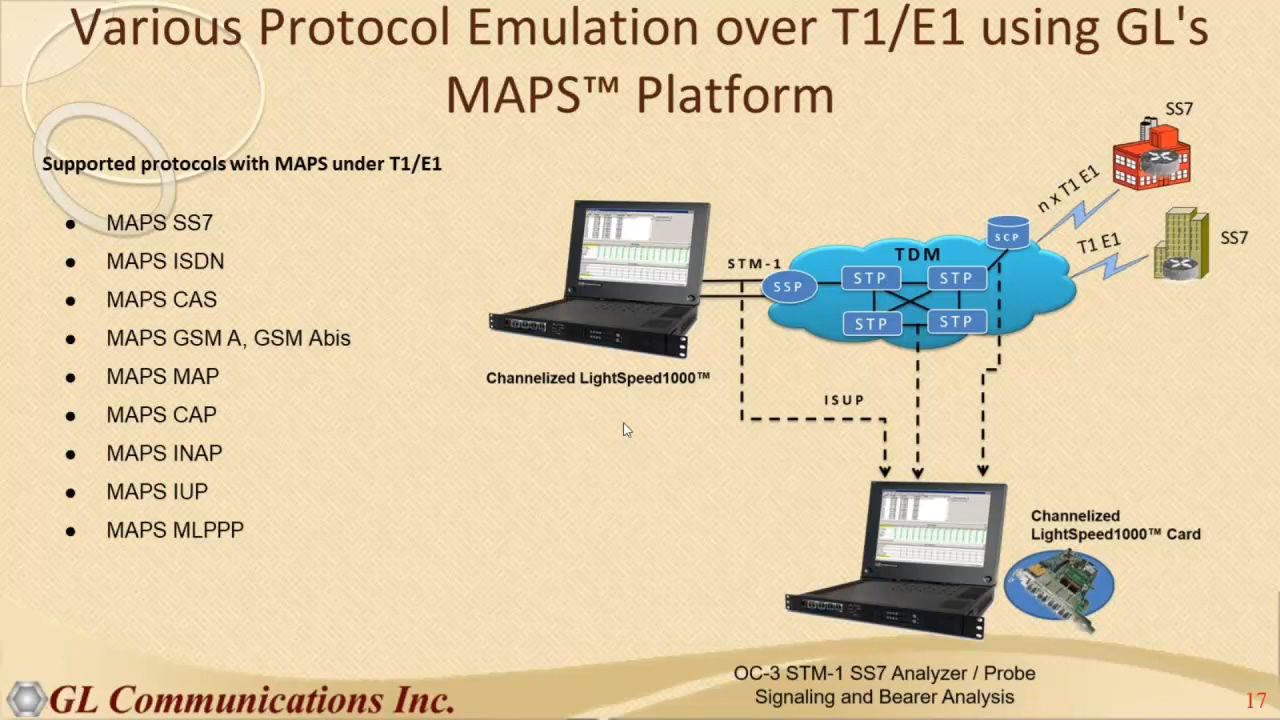 Various Protocol Emulation over T1/E1 using GL's
MAPS™ Platform
Supported protocols with MAPS under T1/E1
● MAPS SS7
● MAPS ISDN
● MAPS CAS
● MAPS GSM A, GSM Abis
● MAPS MAP
● MAPS CAP
● MAPS INAP
● MAPS IUP
● MAPS MLPPP
SS7
n x T1 E1
SCP
T1 E1
SS7
TDM
STM-1
SSP
STP
STP
STP
STP
Channelized LightSpeed1000™
ISUP
Channelized
LightSpeed1000™ Card
OC-3 STM-1 SS7 Analyzer / Probe
Signaling and Bearer Analysis
GL Communications Inc.
17